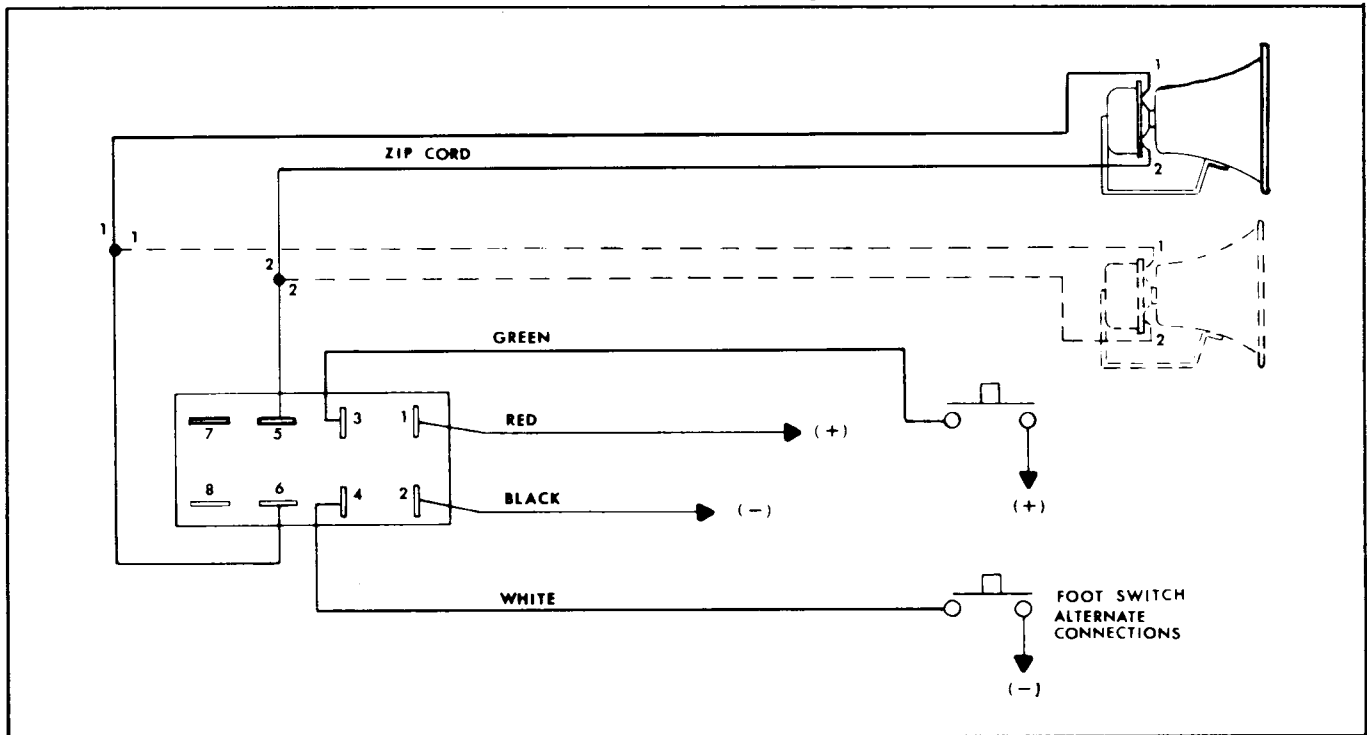 1
ZIP CORD
2
1 1
1
2
2
2
GREEN
7 5 3 1 RED (+)
8 6 4 2 BLACK (-)
(+)
WHITE
FOOT SWITCH
ALTERNATE
CONNECTIONS
(-)